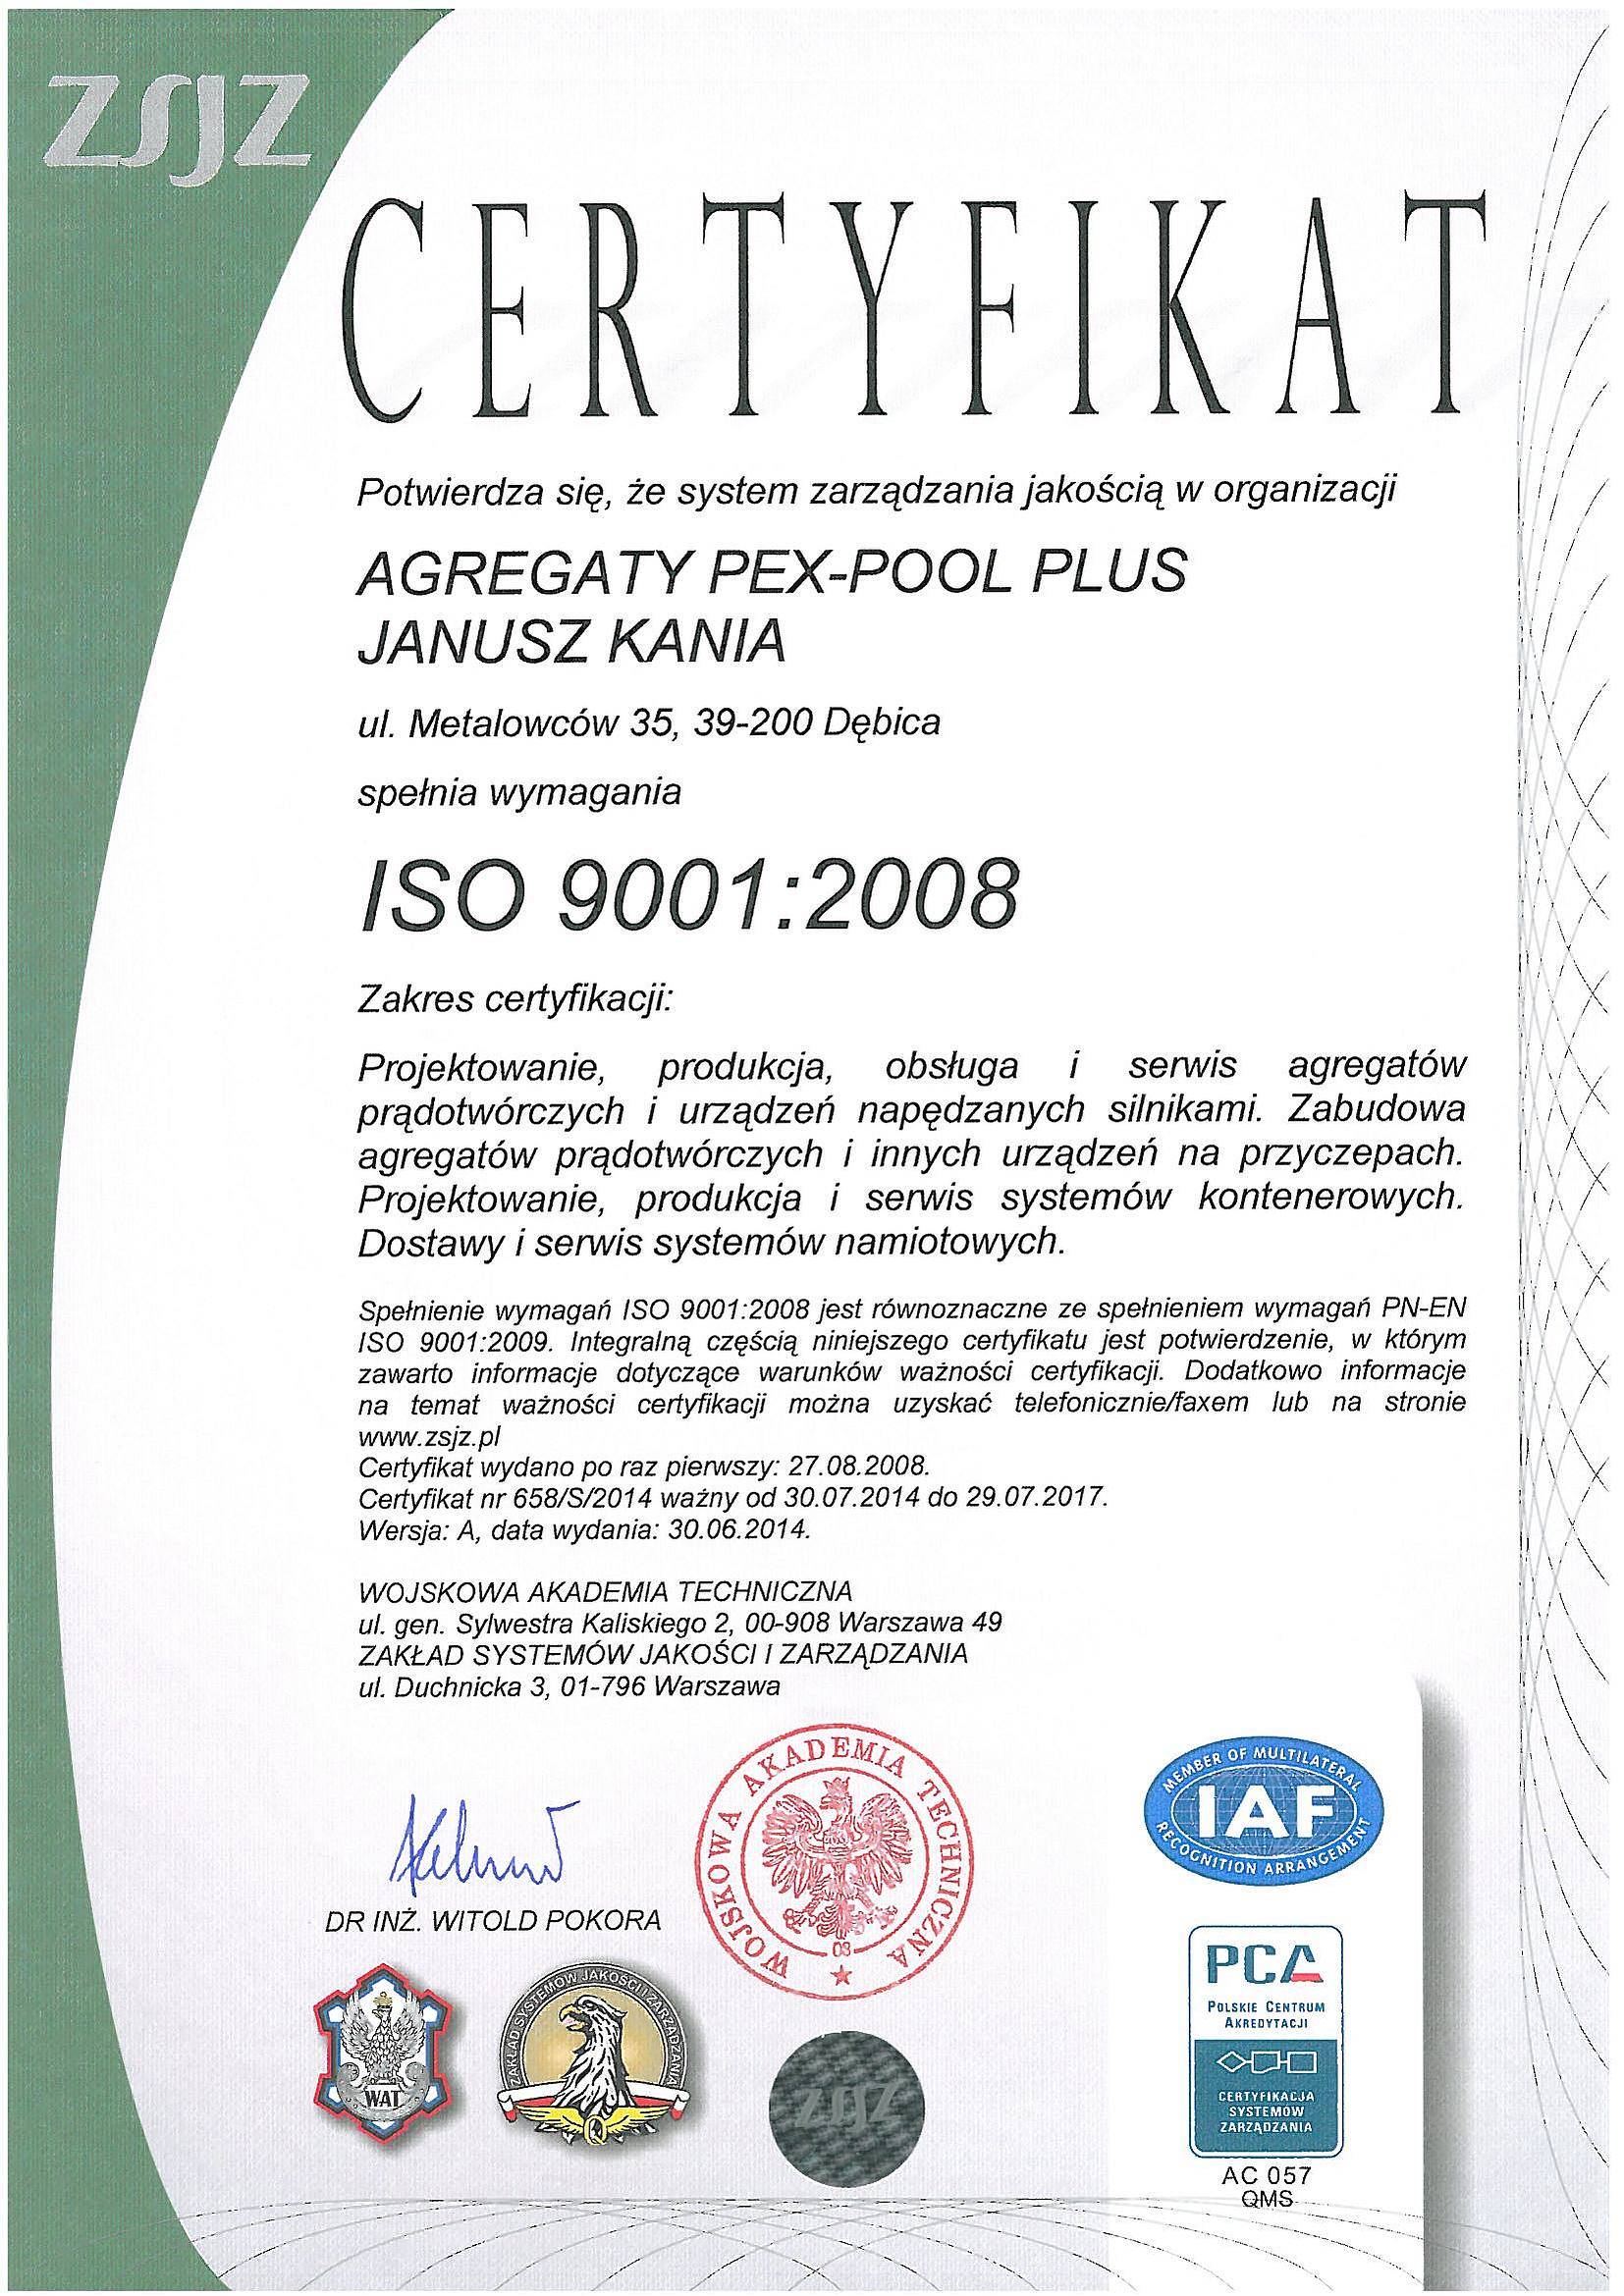 ZSJZ
CERTYFIKAT
Potwierdza się, że system zarządzania jakością w organizacji
AGREGATY PEX-POOL PLUS
JANUSZ KANIA
ul. Metalowców 35, 39-200 Dębica
spełnia wymagania
ISO 9001:2008
Zakres certyfikacji:
Projektowanie, produkcja, obsługa i serwis agregatów
prądotwórczych i urządzeń napędzanych silnikami. Zabudowa
agregatów prądotwórczych i innych urządzeń na przyczepach.
Projektowanie, produkcja i serwis systemów kontenerowych.
Dostawy i serwis systemów namiotowych.
Spełnienie wymagań ISO 9001:2008 jest równoznaczne ze spełnieniem wymagań PN-EN
ISO 9001:2009. Integralną częścią niniejszego certyfikatu jest potwierdzenie, w którym
zawarto informacje dotyczące warunków ważności certyfikacji. Dodatkowo informacje
na temat ważności certyfikacji można uzyskać telefonicznie/faxem lub na stronie
www.zsjz.pl
Certyfikat wydano po raz pierwszy: 27.08.2008.
Certyfikat nr 658/S/2014 ważny od 30.07.2014 do 29.07.2017.
Wersja: A, data wydania: 30.06.2014.
WOJSKOWA AKADEMIA TECHNICZNA
ul. gen. Sylwestra Kaliskiego 2, 00-908 Warszawa 49
ZAKŁAD SYSTEMÓW JAKOŚCI I ZARZĄDZANIA
ul. Duchnicka 3, 01-796 Warszawa
DR INŻ. WITOLD POKORA
WOJSKOWA AKADEMIA TECHNICZNA
03
MEMBER OF MULTILATERAL
IAF
RECOGNITION ARRANGEMENT
WAT
ZAKŁAD SYSTEMÓW JAKOŚCI I ZARZĄDZANIA
Q
ZSJZ
PCA
POLSKIE CENTRUM
AKREDYTACJI
CERTYFIKACJA
SYSTEMÓW
ZARZĄDZANIA
AC 057
QMS